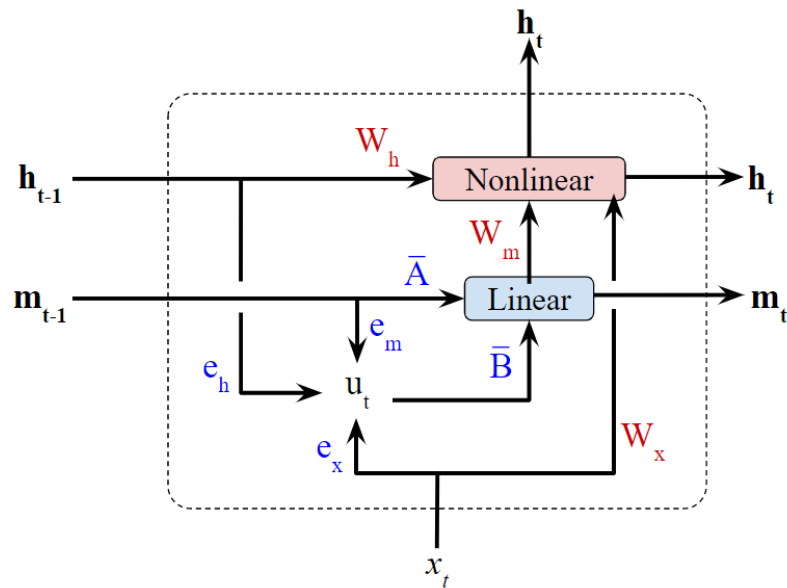 h_t
W_h
h_{t-1}
Nonlinear
h_t
W_m
Ā
m_{t-1}
Linear
m_t
e_m
B̄
e_h
u_t
W_x
e_x
x_t